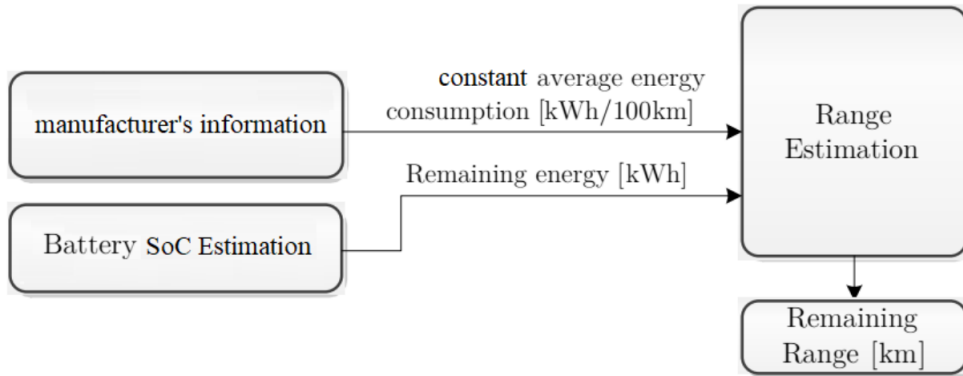 manufacturer's information
constant average energy
consumption [kWh/100km]
Range
Estimation
Remaining energy [kWh]
Battery SoC Estimation
Remaining
Range [km]